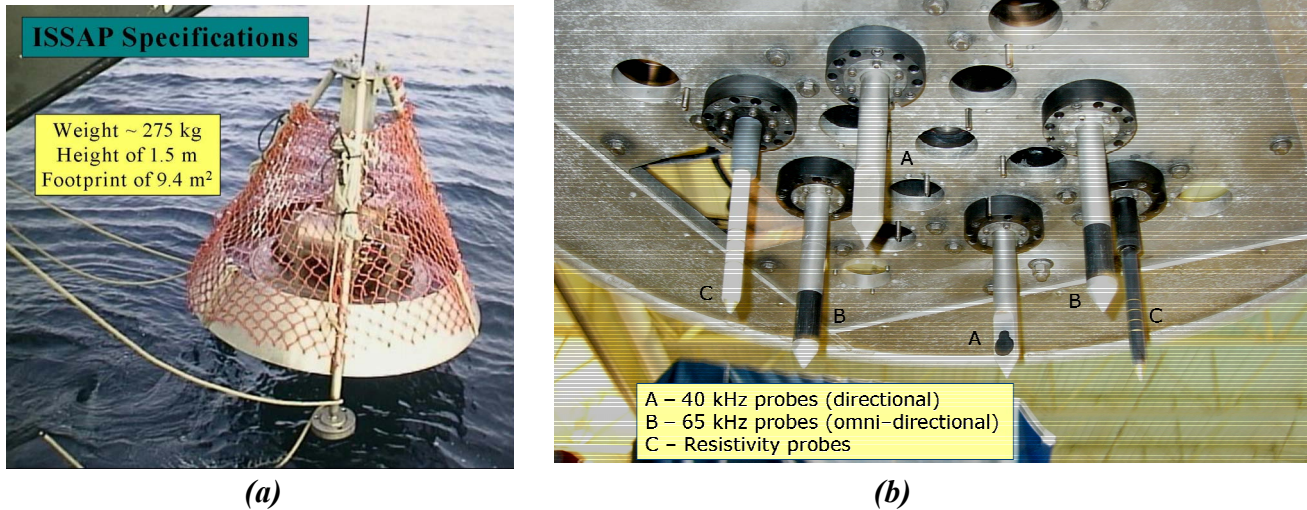 ISSAP Specifications
Weight ~ 275 kg
Height of 1.5 m
Footprint of 9.4 m²
(a)
A
C
B
A
B
C
A – 40 kHz probes (directional)
B – 65 kHz probes (omni–directional)
C – Resistivity probes
(b)